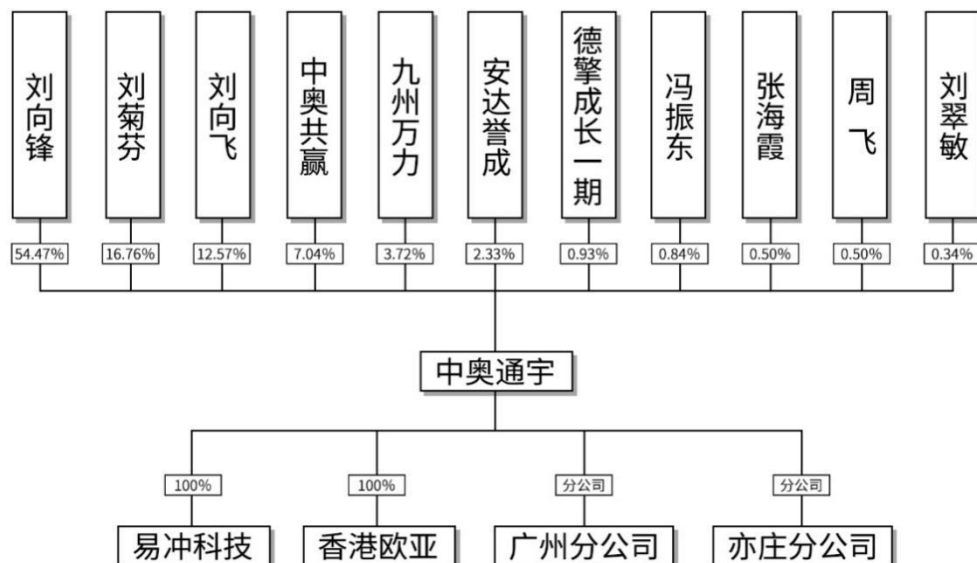 刘向锋
刘菊芬
刘向飞
中奥共赢
九州万力
安达誉成
德擎成长一期
冯振东
张海霞
周飞
刘翠敏
54.47%
16.76%
12.57%
7.04%
3.72%
2.33%
0.93%
0.84%
0.50%
0.50%
0.34%
中奥通宇
100%
100%
分公司
分公司
易冲科技
香港欧亚
广州分公司
亦庄分公司